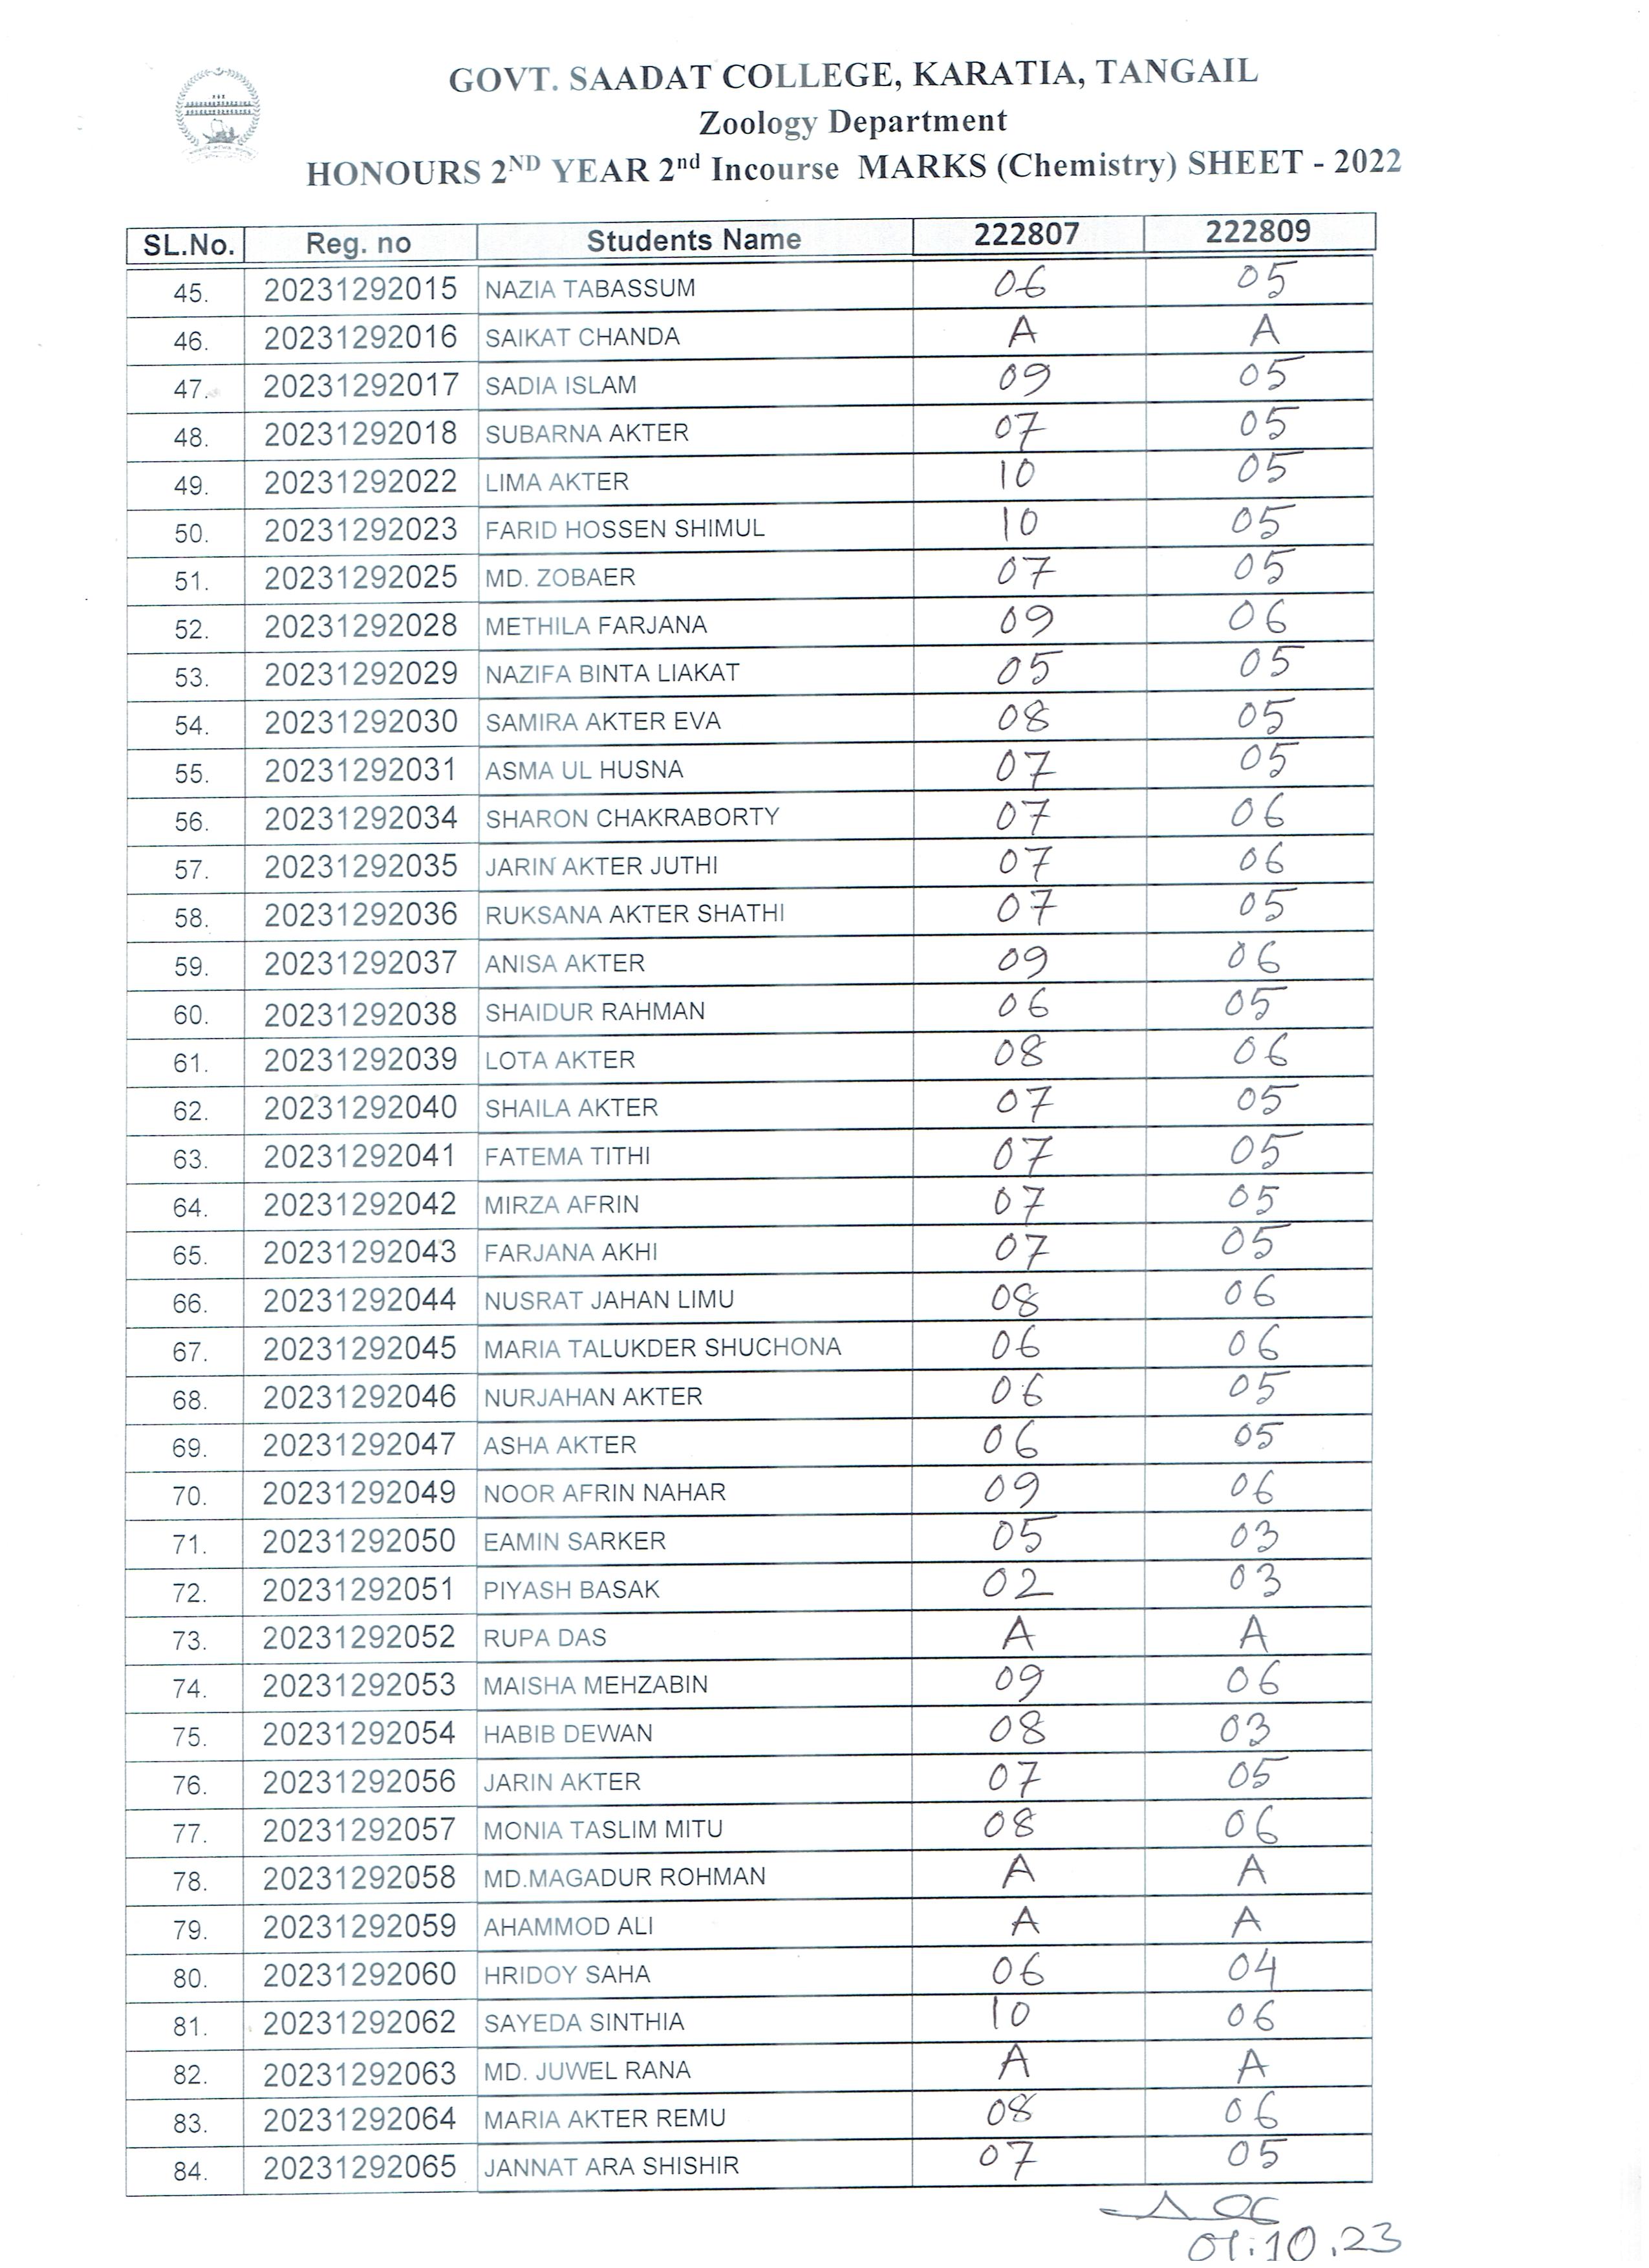 GOVT. SAADAT COLLEGE, KARATIA, TANGAIL
Zoology Department
HONOURS 2ND YEAR 2nd Incourse MARKS (Chemistry) SHEET - 2022
SL.No. Reg. no Students Name 222807 222809
45. 20231292015 NAZIA TABASSUM 06 05
46. 20231292016 SAIKAT CHANDA A A
47. 20231292017 SADIA ISLAM 09 05
48. 20231292018 SUBARNA AKTER 07 05
49. 20231292022 LIMA AKTER 10 05
50. 20231292023 FARID HOSSEN SHIMUL 10 05
51. 20231292025 MD. ZOBAER 07 05
52. 20231292028 METHILA FARJANA 09 06
53. 20231292029 NAZIFA BINTA LIAKAT 05 05
54. 20231292030 SAMIRA AKTER EVA 08 05
55. 20231292031 ASMA UL HUSNA 07 05
56. 20231292034 SHARON CHAKRABORTY 07 06
57. 20231292035 JARIN AKTER JUTHI 07 06
58. 20231292036 RUKSANA AKTER SHATHI 07 05
59. 20231292037 ANISA AKTER 09 06
60. 20231292038 SHAIDUR RAHMAN 06 05
61. 20231292039 LOTA AKTER 08 06
62. 20231292040 SHAILA AKTER 07 05
63. 20231292041 FATEMA TITHI 07 05
64. 20231292042 MIRZA AFRIN 07 05
65. 20231292043 FARJANA AKHI 07 05
66. 20231292044 NUSRAT JAHAN LIMU 08 06
67. 20231292045 MARIA TALUKDER SHUCHONA 06 06
68. 20231292046 NURJAHAN AKTER 06 05
69. 20231292047 ASHA AKTER 06 05
70. 20231292049 NOOR AFRIN NAHAR 09 06
71. 20231292050 EAMIN SARKER 05 03
72. 20231292051 PIYASH BASAK 02 03
73. 20231292052 RUPA DAS A A
74. 20231292053 MAISHA MEHZABIN 09 06
75. 20231292054 HABIB DEWAN 08 03
76. 20231292056 JARIN AKTER 07 05
77. 20231292057 MONIA TASLIM MITU 08 06
78. 20231292058 MD.MAGADUR ROHMAN A A
79. 20231292059 AHAMMOD ALI A A
80. 20231292060 HRIDOY SAHA 06 04
81. 20231292062 SAYEDA SINTHIA 10 06
82. 20231292063 MD. JUWEL RANA A A
83. 20231292064 MARIA AKTER REMU 08 06
84. 20231292065 JANNAT ARA SHISHIR 07 05